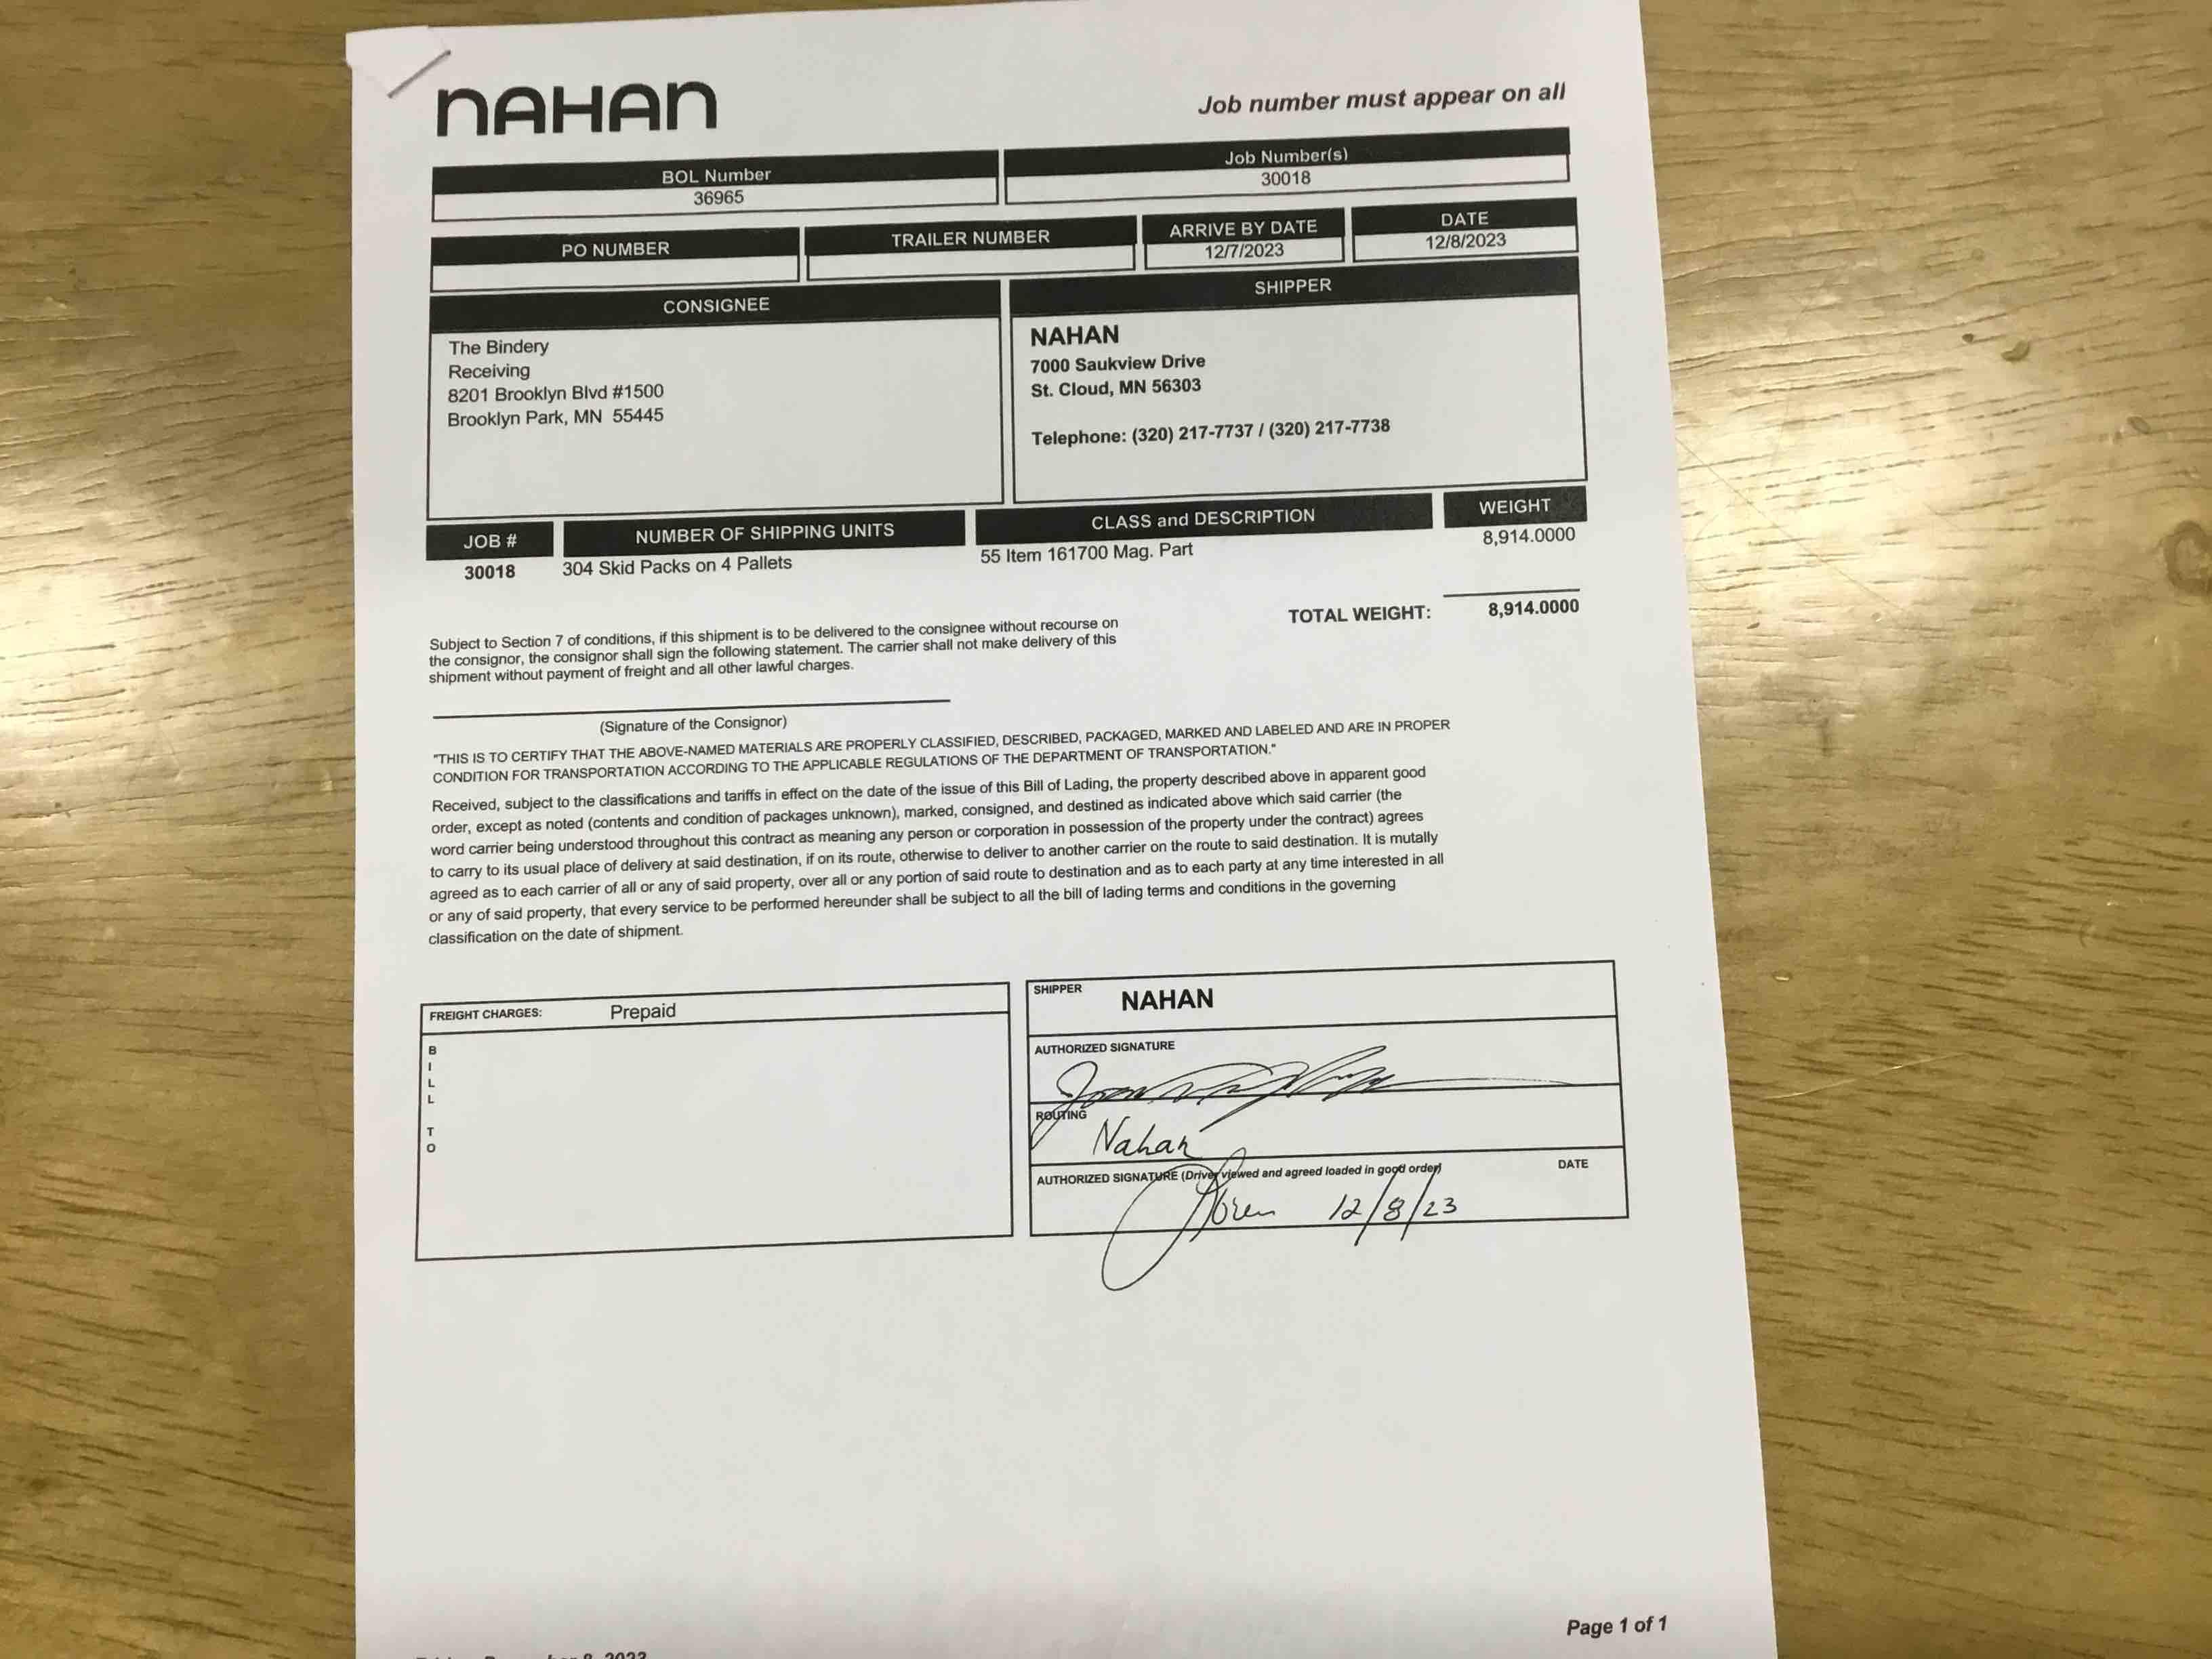 NAHAN
Job number must appear on all
BOL Number
36965
Job Number(s)
30018
PO NUMBER
TRAILER NUMBER
ARRIVE BY DATE
12/7/2023
DATE
12/8/2023
CONSIGNEE
The Bindery
Receiving
8201 Brooklyn Blvd #1500
Brooklyn Park, MN 55445
SHIPPER
NAHAN
7000 Saukview Drive
St. Cloud, MN 56303
Telephone: (320) 217-7737 / (320) 217-7738
JOB # NUMBER OF SHIPPING UNITS CLASS and DESCRIPTION WEIGHT
30018 304 Skid Packs on 4 Pallets 55 Item 161700 Mag. Part 8,914.0000
TOTAL WEIGHT: 8,914.0000
Subject to Section 7 of conditions, if this shipment is to be delivered to the consignee without recourse on
the consignor, the consignor shall sign the following statement. The carrier shall not make delivery of this
shipment without payment of freight and all other lawful charges.
(Signature of the Consignor)
"THIS IS TO CERTIFY THAT THE ABOVE-NAMED MATERIALS ARE PROPERLY CLASSIFIED, DESCRIBED, PACKAGED, MARKED AND LABELED AND ARE IN PROPER
CONDITION FOR TRANSPORTATION ACCORDING TO THE APPLICABLE REGULATIONS OF THE DEPARTMENT OF TRANSPORTATION."
Received, subject to the classifications and tariffs in effect on the date of the issue of this Bill of Lading, the property described above in apparent good
order, except as noted (contents and condition of packages unknown), marked, consigned, and destined as indicated above which said carrier (the
word carrier being understood throughout this contract as meaning any person or corporation in possession of the property under the contract) agrees
to carry to its usual place of delivery at said destination, if on its route, otherwise to deliver to another carrier on the route to said destination. It is mutally
agreed as to each carrier of all or any of said property, over all or any portion of said route to destination and as to each party at any time interested in all
or any of said property, that every service to be performed hereunder shall be subject to all the bill of lading terms and conditions in the governing
classification on the date of shipment.
FREIGHT CHARGES: Prepaid
BILL TO
SHIPPER NAHAN
AUTHORIZED SIGNATURE
ROUTING
Nahan
AUTHORIZED SIGNATURE (Driver viewed and agreed loaded in good order) DATE
12/8/23
Page 1 of 1